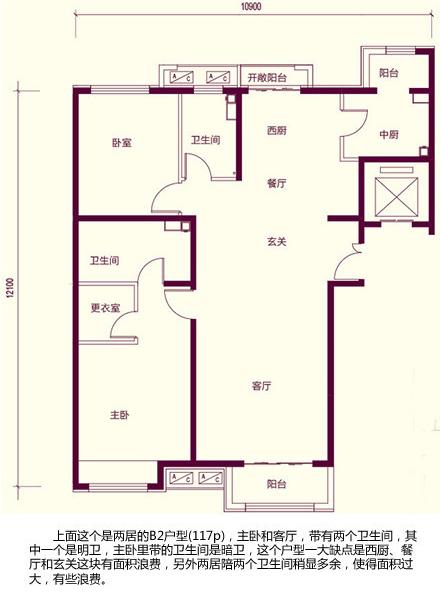 10900
A/C
A/C
开敞阳台
阳台
西厨
中厨
卧室
卫生间
餐厅
玄关
卫生间
12100
更衣室
客厅
主卧
A/C
A/C
阳台
上面这个是两居的B2户型(117p)，主卧和客厅，带有两个卫生间，其
中一个是明卫，主卧里带的卫生间是暗卫，这个户型一大缺点是西厨、餐
厅和玄关这块有面积浪费，另外两居陪两个卫生间稍显多余，使得面积过
大，有些浪费。